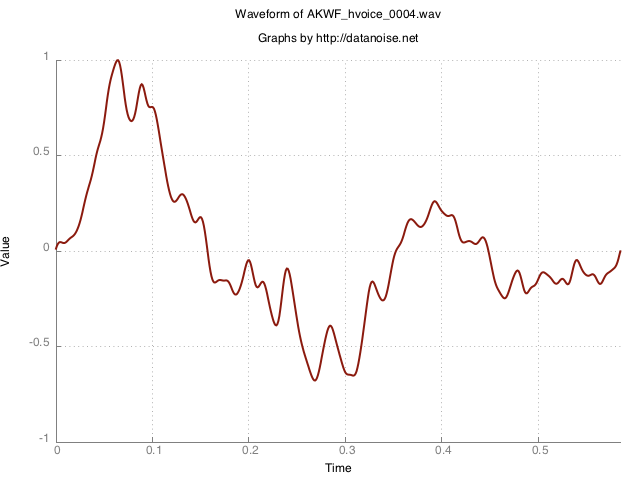 Waveform of AKWF_hvoice_0004.wav
Graphs by http://datanoise.net
1
0.5
0
-0.5
-1
Value
0 0.1 0.2 0.3 0.4 0.5
Time